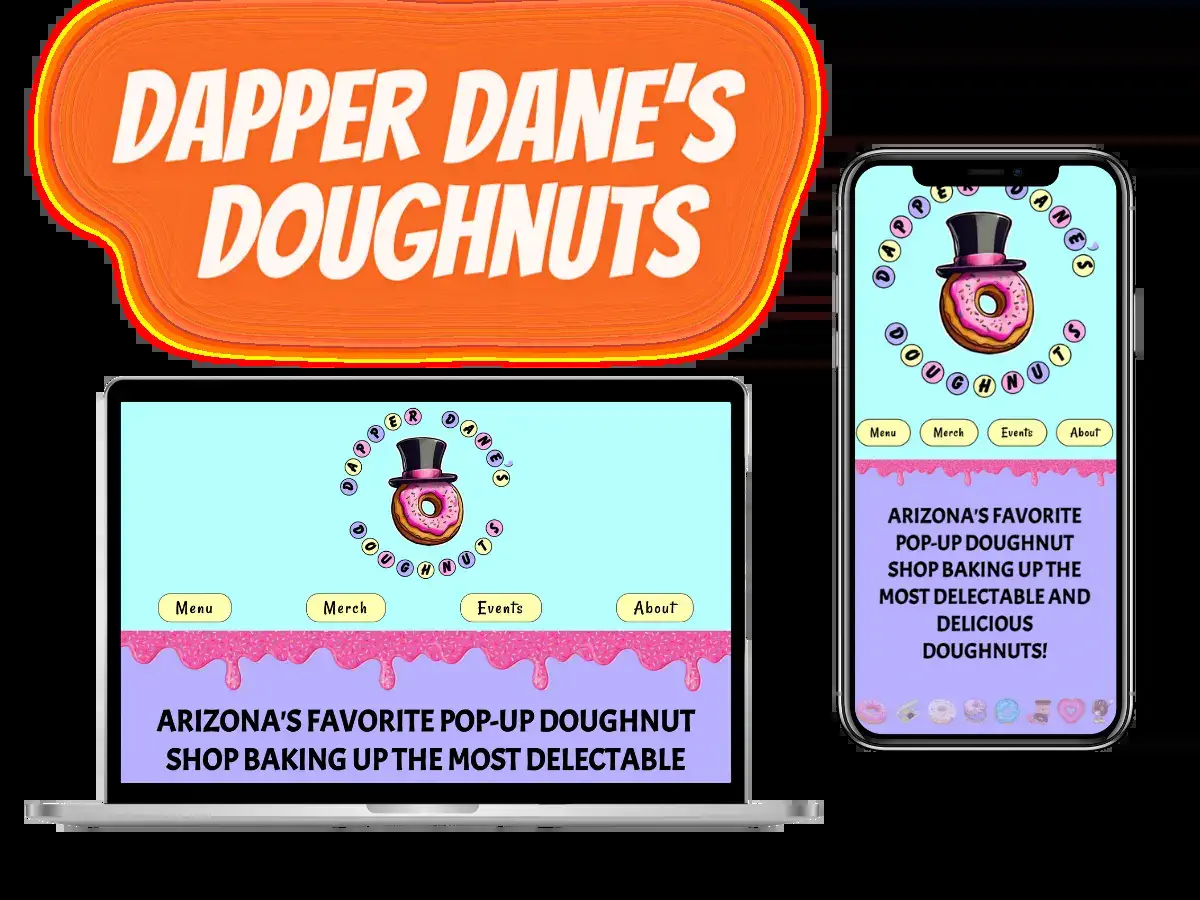 DAPPER DANE'S
DOUGHNUTS
DAPPER DANE'S
DOUGHNUTS
Menu Merch Events About
ARIZONA'S FAVORITE POP-UP DOUGHNUT
SHOP BAKING UP THE MOST DELECTABLE
DAPPER DANE'S
DOUGHNUTS
Menu Merch Events About
ARIZONA'S FAVORITE
POP-UP DOUGHNUT
SHOP BAKING UP THE
MOST DELECTABLE AND
DELICIOUS
DOUGHNUTS!